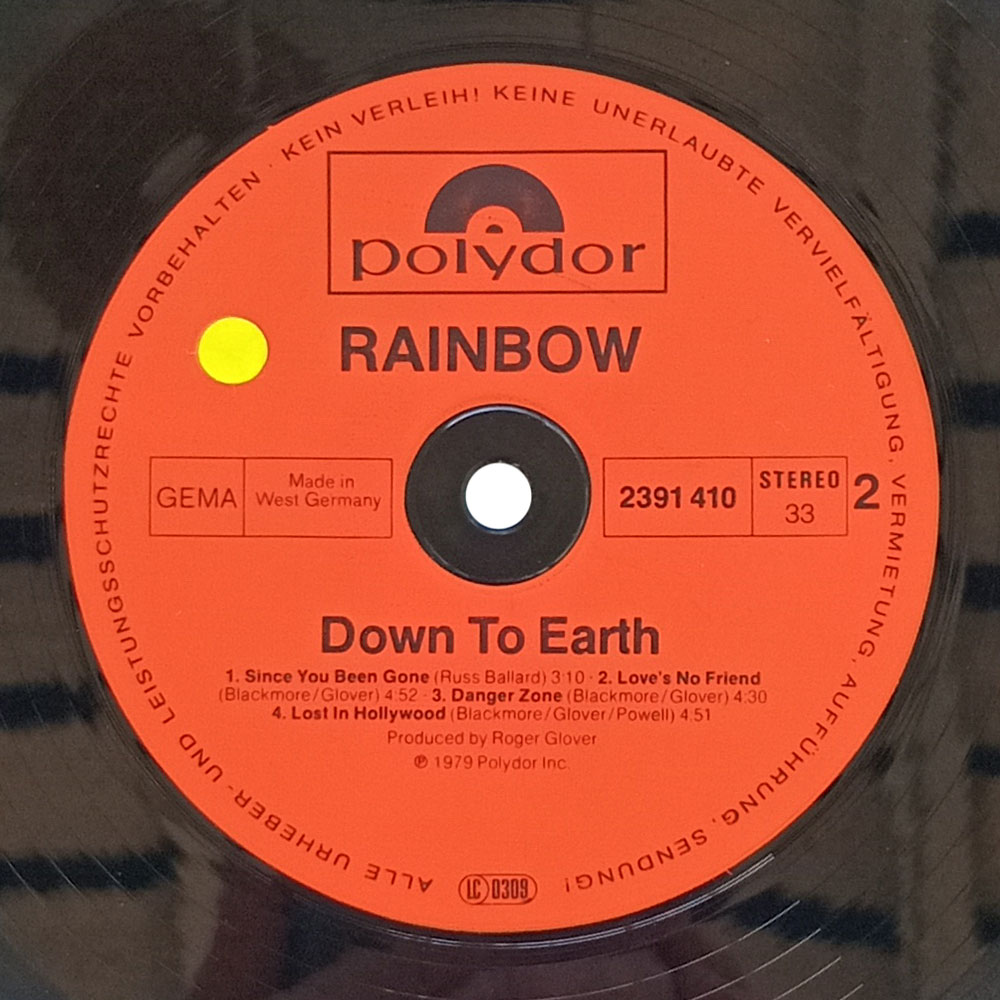 ALLE URHEBER- UND LEISTUNGSSCHUTZRECHTE VORBEHALTEN · KEIN VERLEIH! KEINE UNERLAUBTE VERVIELFÄLTIGUNG, VERMIETUNG, AUFFÜHRUNG, SENDUNG!
polydor
RAINBOW
GEMA
Made in
West Germany
2391 410
STEREO
33
2
Down To Earth
1. Since You Been Gone (Russ Ballard) 3:10 · 2. Love's No Friend
(Blackmore/Glover) 4:52 · 3. Danger Zone (Blackmore/Glover) 4:30
4. Lost In Hollywood (Blackmore/Glover/Powell) 4:51
Produced by Roger Glover
℗ 1979 Polydor Inc.
LC 0309